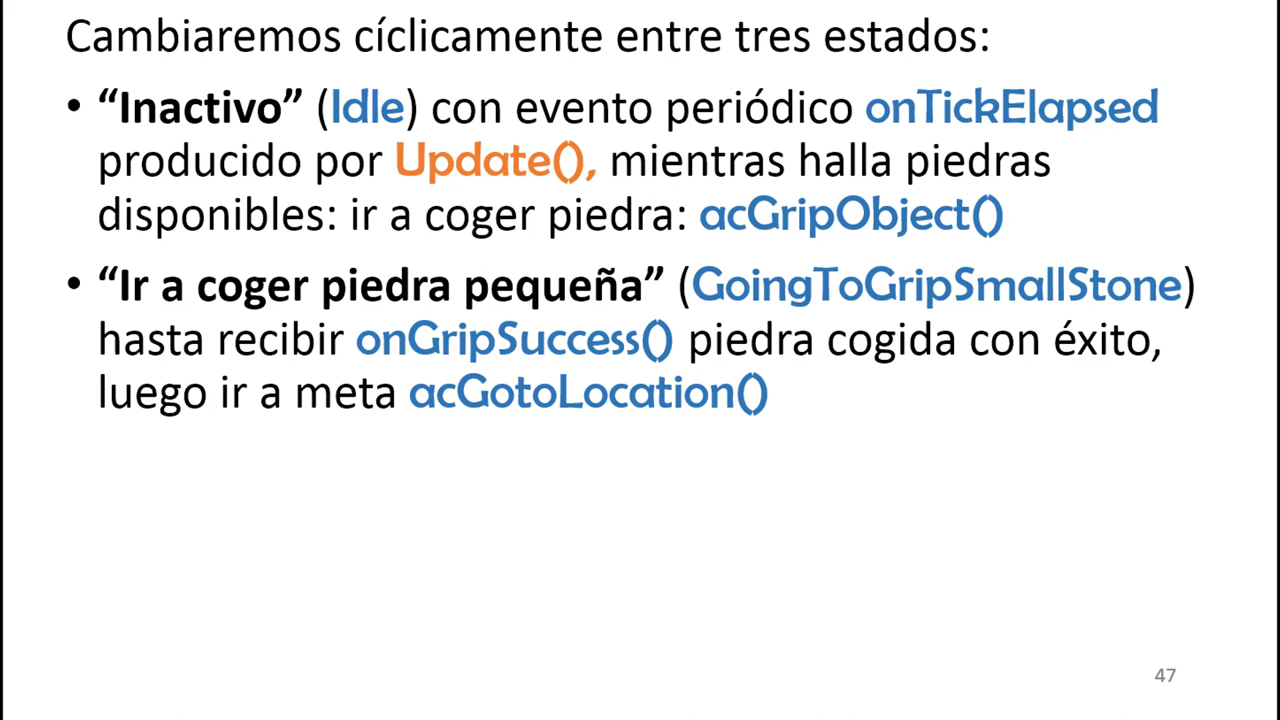 Cambiaremos cíclicamente entre tres estados:
• “Inactivo” (Idle) con evento periódico onTickElapsed
producido por Update(), mientras halla piedras
disponibles: ir a coger piedra: acGripObject()
• “Ir a coger piedra pequeña” (GoingToGripSmallStone)
hasta recibir onGripSuccess() piedra cogida con éxito,
luego ir a meta acGotoLocation()
47